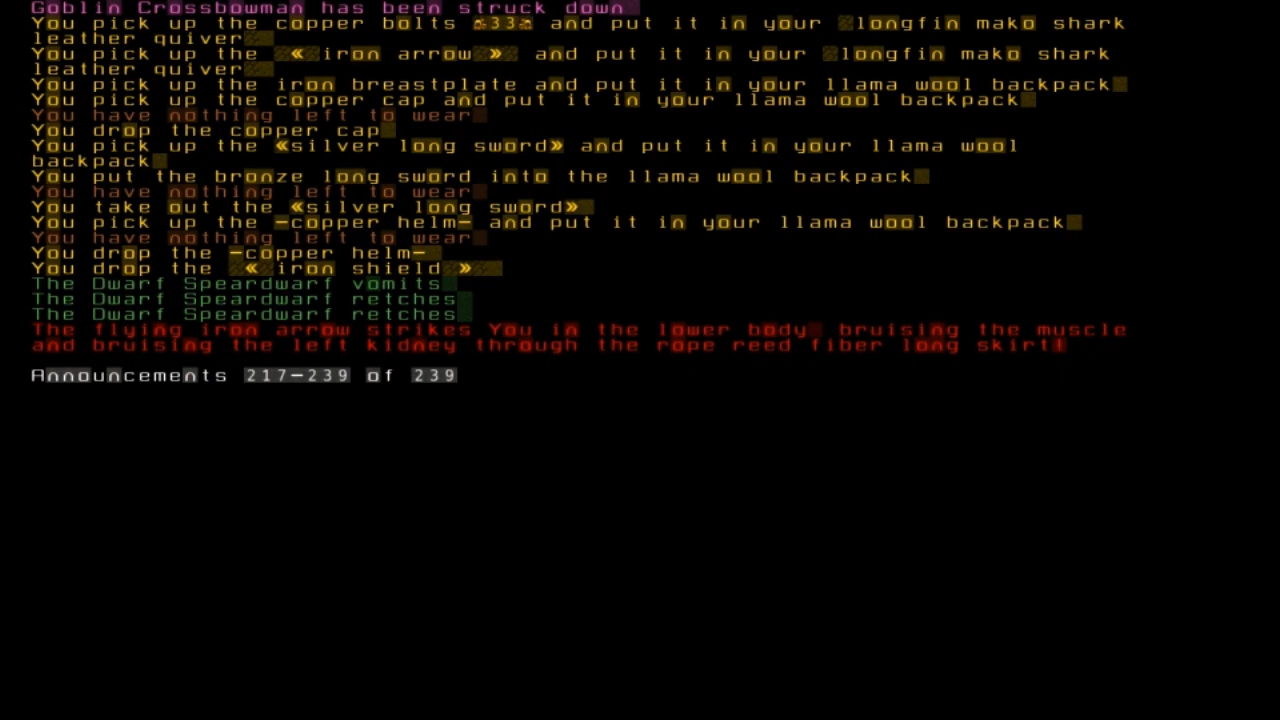 Goblin Crossbowman has been struck down
You pick up the copper bolts 33 and put it in your longfin mako shark
leather quiver
You pick up the « iron arrow » and put it in your longfin mako shark
leather quiver
You pick up the iron breastplate and put it in your llama wool backpack
You pick up the copper cap and put it in your llama wool backpack
You have nothing left to wear
You drop the copper cap
You pick up the «silver long sword» and put it in your llama wool
backpack
You put the bronze long sword into the llama wool backpack
You have nothing left to wear
You take out the «silver long sword»
You pick up the −copper helm− and put it in your llama wool backpack
You have nothing left to wear
You drop the −copper helm−
You drop the « iron shield »
The Dwarf Speardwarf vomits
The Dwarf Speardwarf retches
The Dwarf Speardwarf retches
The flying iron arrow strikes You in the lower body bruising the muscle
and bruising the left kidney through the rope reed fiber long skirt!
Announcements 217−239 of 239